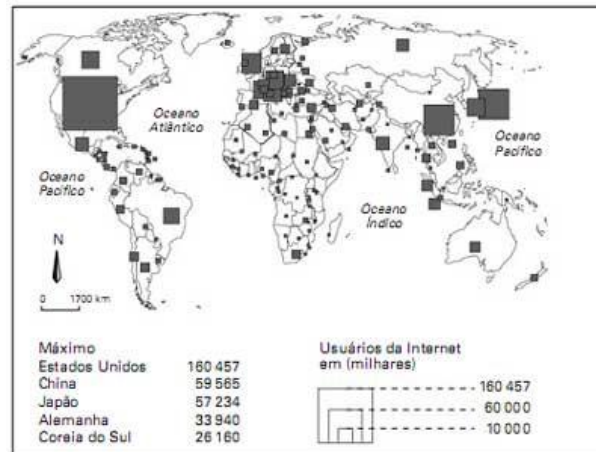 Oceano
Atlântico
Oceano
Pacífico
Oceano
Pacífico
Oceano
Índico
N
0 1700 km
Máximo
Estados Unidos 160 457
China 59 565
Japão 57 234
Alemanha 33 940
Coreia do Sul 26 160
Usuários da Internet
em (milhares)
160 457
60 000
10 000